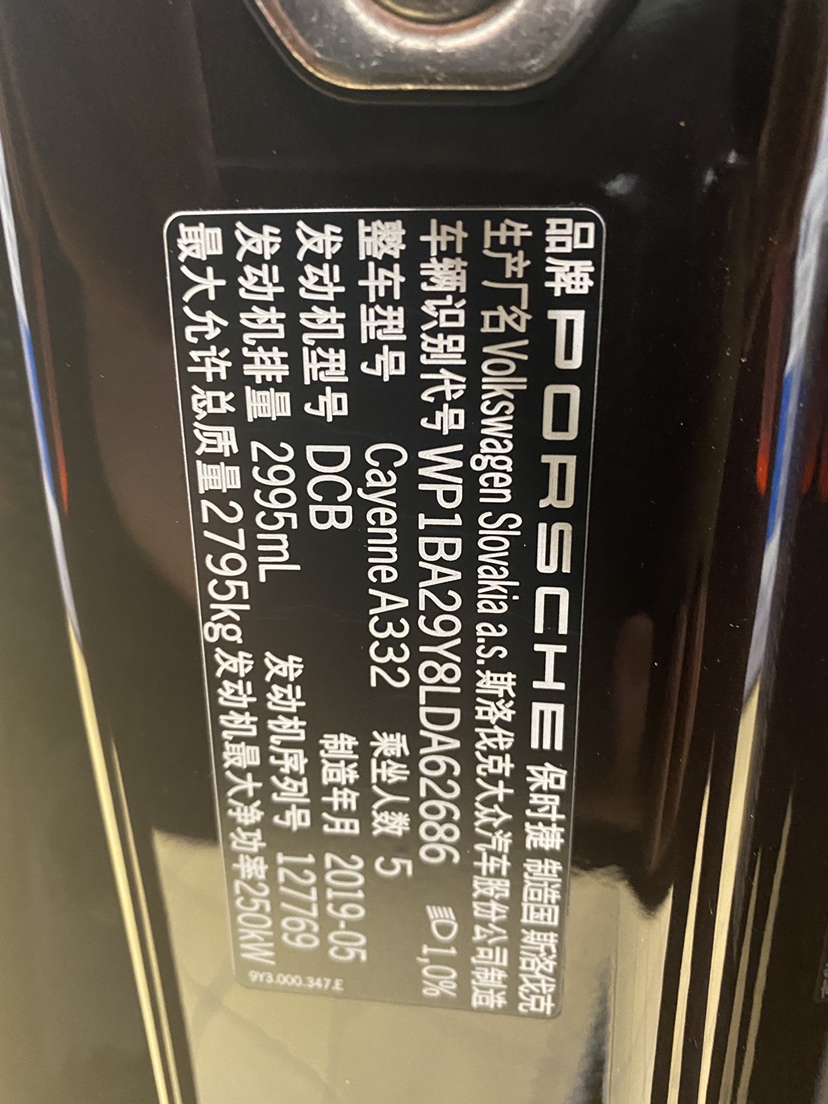 品牌 PORSCHE 保时捷 制造国 斯洛伐克
生产厂名 Volkswagen Slovakia a.s. 斯洛伐克大众汽车股份公司制造
车辆识别代号 WP1BA29Y8LDA62686 1,0%
整车型号 Cayenne A332 乘坐人数 5
发动机型号 DCB 制造年月 2019-05
发动机排量 2995mL 发动机序列号 127769
最大允许总质量 2795kg 发动机最大净功率 250kW
9Y3.000.347.E